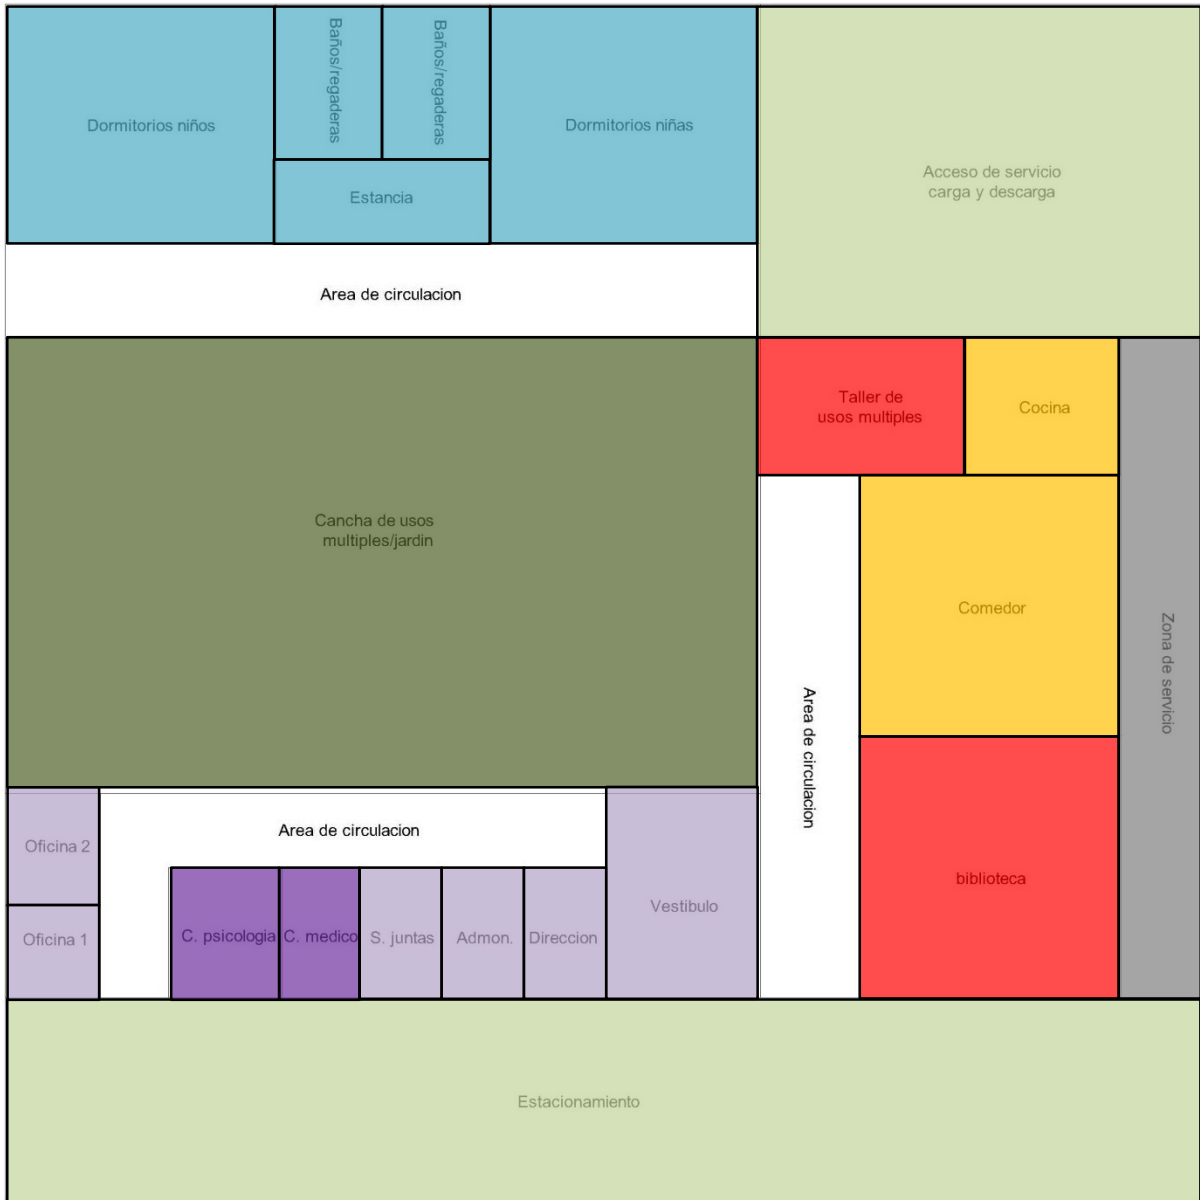 Dormitorios niños
Baños/regaderas
Baños/regaderas
Dormitorios niñas
Estancia
Acceso de servicio
carga y descarga
Area de circulacion
Taller de
usos multiples
Cocina
Cancha de usos
multiples/jardin
Comedor
Zona de servicio
Area de circulacion
Area de circulacion
Oficina 2
biblioteca
Vestibulo
Oficina 1
C. psicologia
C. medico
S. juntas
Admon.
Direccion
Estacionamiento